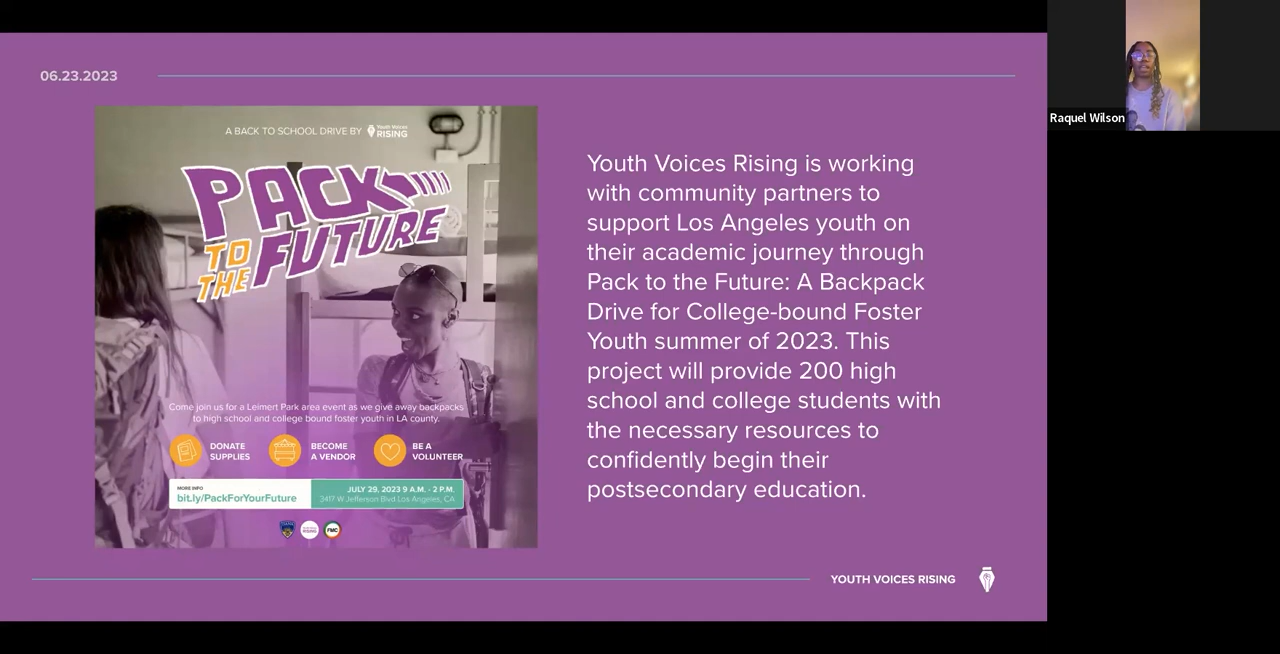 06.23.2023
A BACK TO SCHOOL DRIVE BY Youth Voices RISING
PACK
TO THE FUTURE
Come join us for a Leimert Park area event as we give away backpacks
to high school and college bound foster youth in LA county.
DONATE SUPPLIES
BECOME A VENDOR
BE A VOLUNTEER
MORE INFO
bit.ly/PackForYourFuture
JULY 29, 2023 9 A.M. - 2 P.M.
3417 W Jefferson Blvd Los Angeles, CA
FMC
Youth Voices Rising is working
with community partners to
support Los Angeles youth on
their academic journey through
Pack to the Future: A Backpack
Drive for College-bound Foster
Youth summer of 2023. This
project will provide 200 high
school and college students with
the necessary resources to
confidently begin their
postsecondary education.
YOUTH VOICES RISING
Raquel Wilson